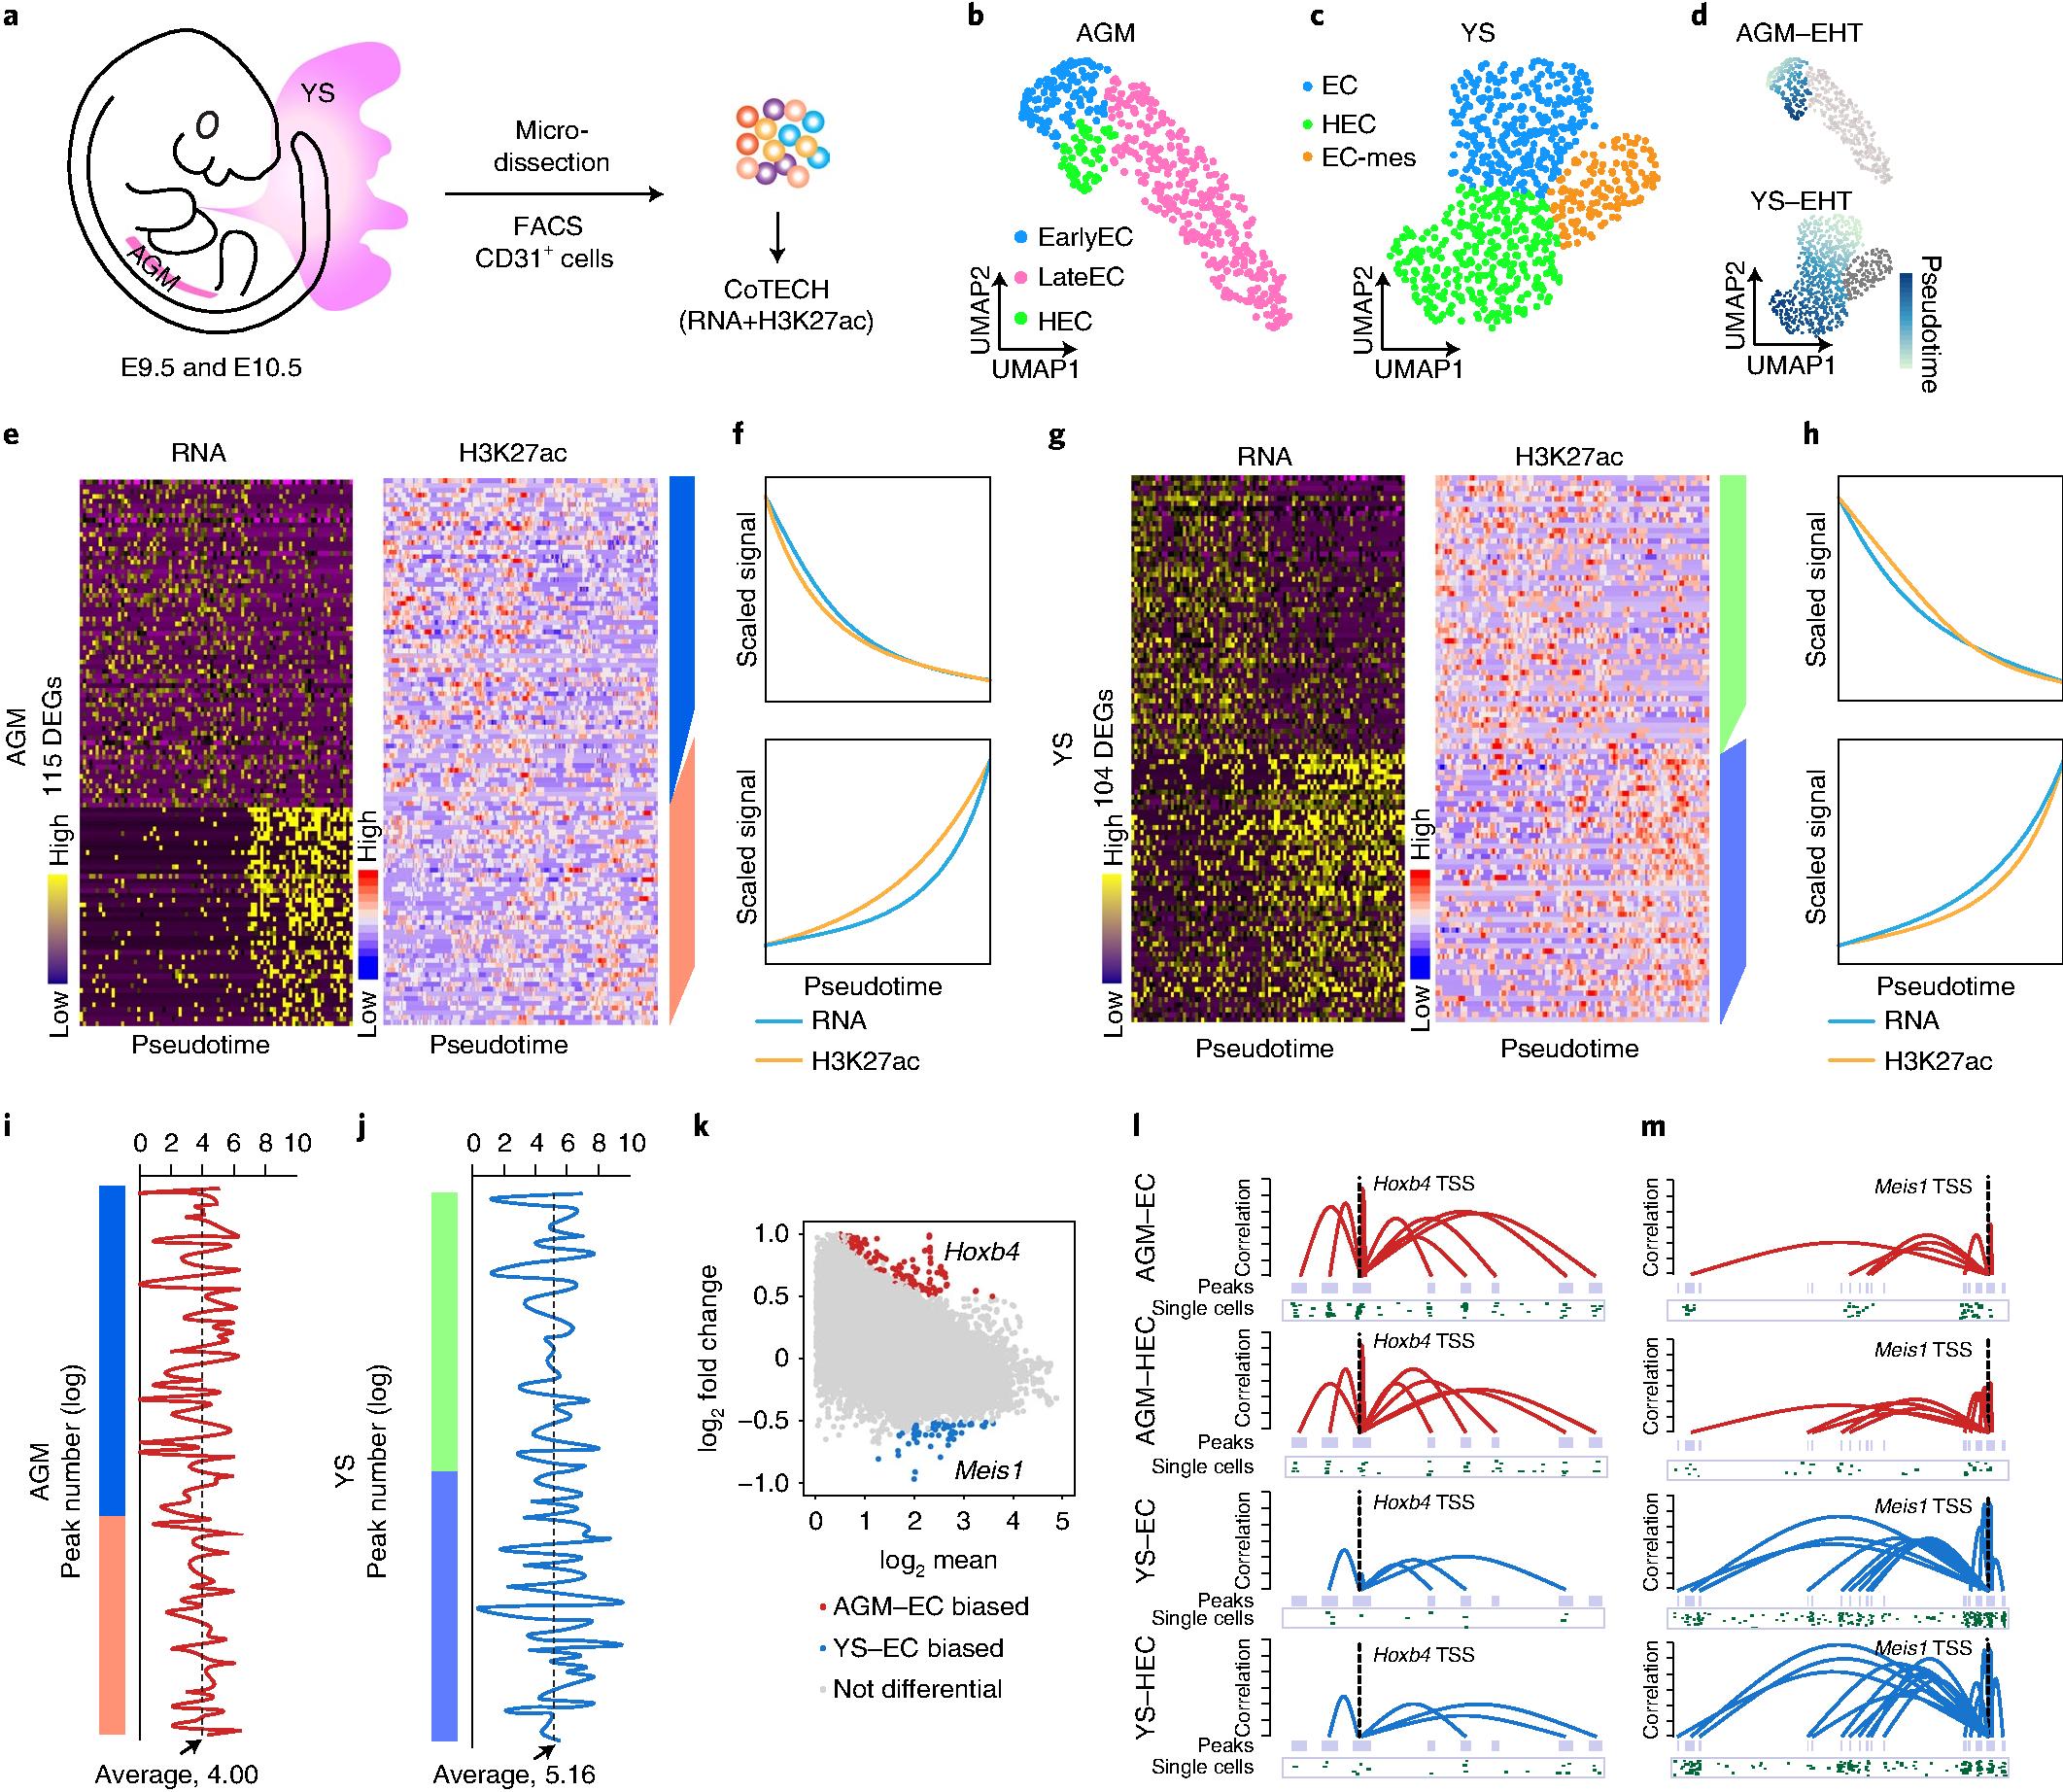 a
YS
AGM
E9.5 and E10.5
Micro-
dissection
FACS
CD31+ cells
CoTECH
(RNA+H3K27ac)
b
AGM
EarlyEC
LateEC
HEC
UMAP2
UMAP1
c
YS
EC
HEC
EC-mes
UMAP2
UMAP1
d
AGM–EHT
YS–EHT
UMAP2
UMAP1
Pseudotime
e
RNA
H3K27ac
AGM
115 DEGs
High
Low
High
Low
Pseudotime
Pseudotime
f
Scaled signal
Scaled signal
Pseudotime
RNA
H3K27ac
g
RNA
H3K27ac
YS
104 DEGs
High
Low
High
Low
Pseudotime
Pseudotime
h
Scaled signal
Scaled signal
Pseudotime
RNA
H3K27ac
i
0 2 4 6 8 10
AGM
Peak number (log)
Average, 4.00
j
0 2 4 6 8 10
YS
Peak number (log)
Average, 5.16
k
1.0
0.5
0
−0.5
−1.0
log2 fold change
Hoxb4
Meis1
0 1 2 3 4 5
log2 mean
AGM–EC biased
YS–EC biased
Not differential
l
AGM–EC
Correlation
Hoxb4 TSS
Peaks
Single cells
AGM–HEC
Correlation
Hoxb4 TSS
Peaks
Single cells
YS–EC
Correlation
Hoxb4 TSS
Peaks
Single cells
YS–HEC
Correlation
Hoxb4 TSS
Peaks
Single cells
m
Correlation
Meis1 TSS
Correlation
Meis1 TSS
Correlation
Meis1 TSS
Correlation
Meis1 TSS